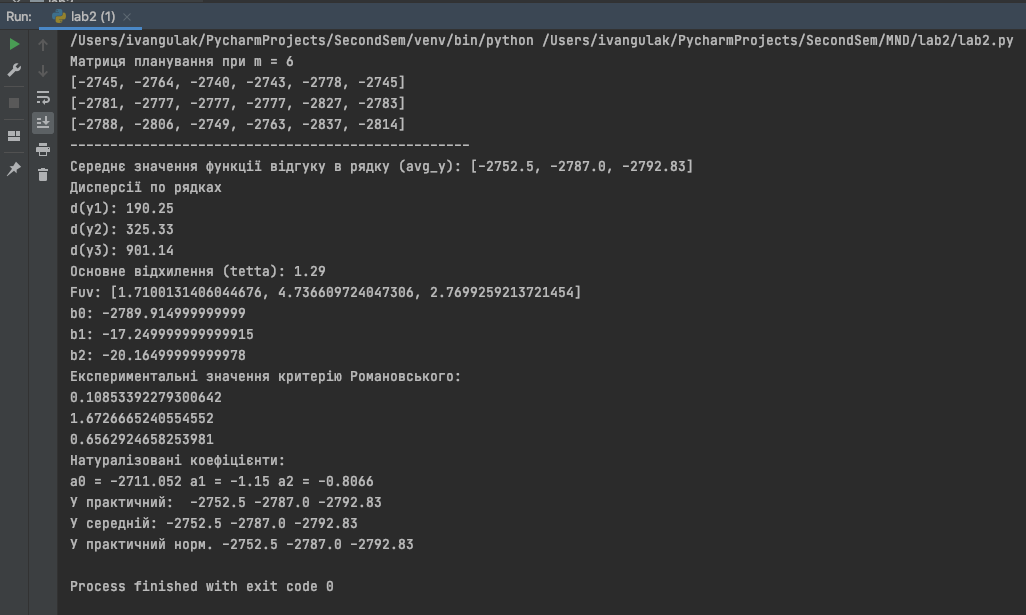 Run: lab2 (1)
/Users/ivangulak/PycharmProjects/SecondSem/venv/bin/python /Users/ivangulak/PycharmProjects/SecondSem/MND/lab2/lab2.py
Матриця планування при m = 6
[-2745, -2764, -2740, -2743, -2778, -2745]
[-2781, -2777, -2777, -2777, -2827, -2783]
[-2788, -2806, -2749, -2763, -2837, -2814]
--------------------------------------------------
Середнє значення функції відгуку в рядку (avg_y): [-2752.5, -2787.0, -2792.83]
Дисперсії по рядках
d(y1): 190.25
d(y2): 325.33
d(y3): 901.14
Основне відхилення (tetta): 1.29
Fuv: [1.7100131406044676, 4.736609724047306, 2.7699259213721454]
b0: -2789.914999999999
b1: -17.249999999999915
b2: -20.16499999999978
Експериментальні значення критерію Романовського:
0.10853392279300642
1.6726665240554552
0.6562924658253981
Натуралізовані коефіцієнти:
a0 = -2711.052 a1 = -1.15 a2 = -0.8066
У практичний:  -2752.5 -2787.0 -2792.83
У середній: -2752.5 -2787.0 -2792.83
У практичний норм. -2752.5 -2787.0 -2792.83
Process finished with exit code 0